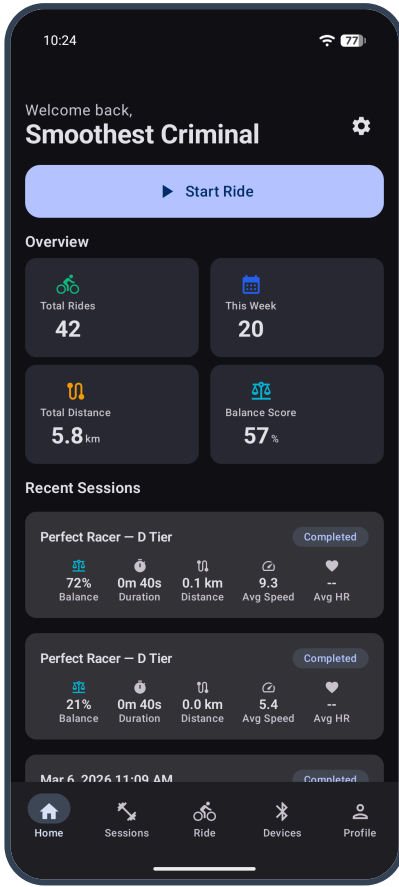 10:24 77
Welcome back,
Smoothest Criminal
Start Ride
Overview
Total Rides This Week
42 20
Total Distance Balance Score
5.8 km 57 %
Recent Sessions
Perfect Racer — D Tier Completed
72% 0m 40s 0.1 km 9.3 --
Balance Duration Distance Avg Speed Avg HR
Perfect Racer — D Tier Completed
21% 0m 40s 0.0 km 5.4 --
Balance Duration Distance Avg Speed Avg HR
Mar 6, 2026 11:09 AM Completed
Home Sessions Ride Devices Profile